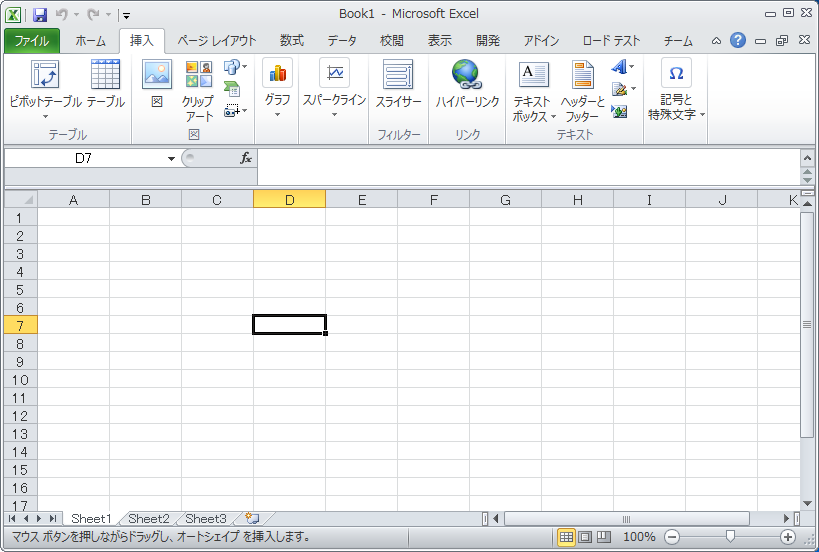 Book1 - Microsoft Excel
ファイル ホーム 挿入 ページ レイアウト 数式 データ 校閲 表示 開発 アドイン ロード テスト チーム
ピボットテーブル テーブル 図 クリップ アート グラフ スパークライン スライサー ハイパーリンク テキスト ボックス ヘッダーと フッター A Ω 記号と 特殊文字
テーブル 図 フィルター リンク テキスト
D7 fx
A B C D E F G H I J K
1
2
3
4
5
6
7
8
9
10
11
12
13
14
15
16
17
Sheet1 Sheet2 Sheet3
マウス ボタンを押しながらドラッグし、オートシェイプ を挿入します。 100%